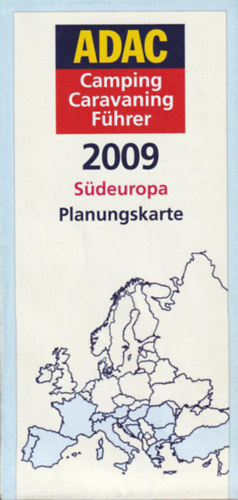 ADAC
Camping
Caravaning
Führer
2009
Südeuropa
Planungskarte